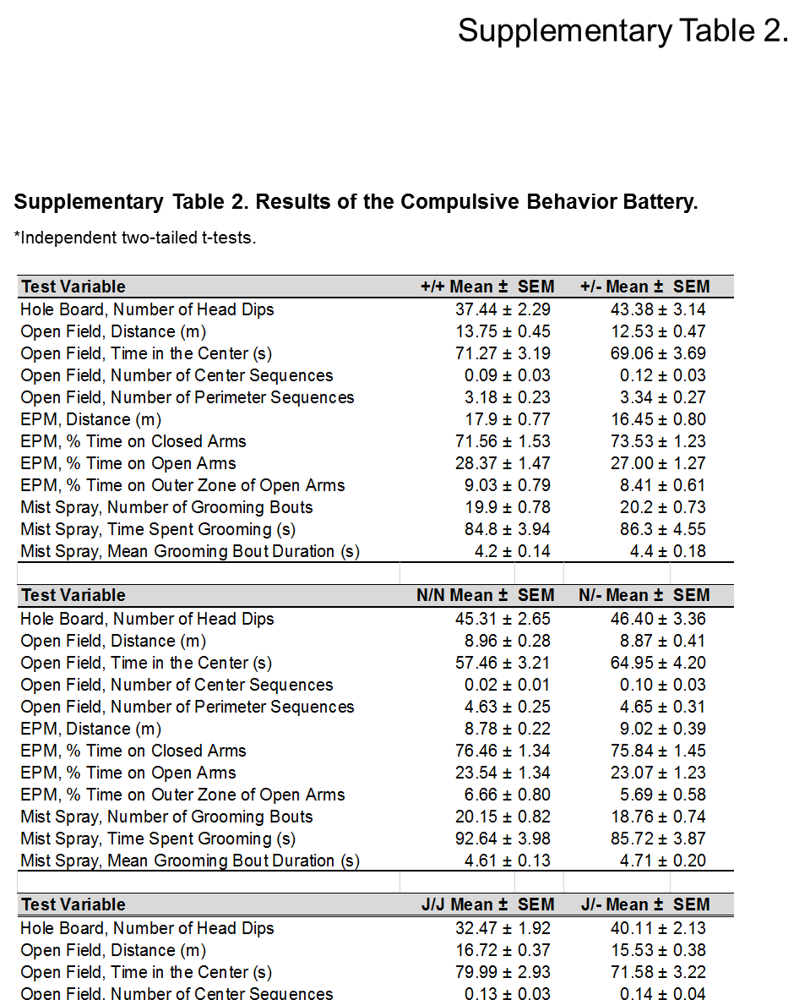 Supplementary Table 2.
Supplementary Table 2. Results of the Compulsive Behavior Battery.
*Independent two-tailed t-tests.
Test Variable +/+ Mean ± SEM +/- Mean ± SEM
Hole Board, Number of Head Dips 37.44 ± 2.29 43.38 ± 3.14
Open Field, Distance (m) 13.75 ± 0.45 12.53 ± 0.47
Open Field, Time in the Center (s) 71.27 ± 3.19 69.06 ± 3.69
Open Field, Number of Center Sequences 0.09 ± 0.03 0.12 ± 0.03
Open Field, Number of Perimeter Sequences 3.18 ± 0.23 3.34 ± 0.27
EPM, Distance (m) 17.9 ± 0.77 16.45 ± 0.80
EPM, % Time on Closed Arms 71.56 ± 1.53 73.53 ± 1.23
EPM, % Time on Open Arms 28.37 ± 1.47 27.00 ± 1.27
EPM, % Time on Outer Zone of Open Arms 9.03 ± 0.79 8.41 ± 0.61
Mist Spray, Number of Grooming Bouts 19.9 ± 0.78 20.2 ± 0.73
Mist Spray, Time Spent Grooming (s) 84.8 ± 3.94 86.3 ± 4.55
Mist Spray, Mean Grooming Bout Duration (s) 4.2 ± 0.14 4.4 ± 0.18
Test Variable N/N Mean ± SEM N/- Mean ± SEM
Hole Board, Number of Head Dips 45.31 ± 2.65 46.40 ± 3.36
Open Field, Distance (m) 8.96 ± 0.28 8.87 ± 0.41
Open Field, Time in the Center (s) 57.46 ± 3.21 64.95 ± 4.20
Open Field, Number of Center Sequences 0.02 ± 0.01 0.10 ± 0.03
Open Field, Number of Perimeter Sequences 4.63 ± 0.25 4.65 ± 0.31
EPM, Distance (m) 8.78 ± 0.22 9.02 ± 0.39
EPM, % Time on Closed Arms 76.46 ± 1.34 75.84 ± 1.45
EPM, % Time on Open Arms 23.54 ± 1.34 23.07 ± 1.23
EPM, % Time on Outer Zone of Open Arms 6.66 ± 0.80 5.69 ± 0.58
Mist Spray, Number of Grooming Bouts 20.15 ± 0.82 18.76 ± 0.74
Mist Spray, Time Spent Grooming (s) 92.64 ± 3.98 85.72 ± 3.87
Mist Spray, Mean Grooming Bout Duration (s) 4.61 ± 0.13 4.71 ± 0.20
Test Variable J/J Mean ± SEM J/- Mean ± SEM
Hole Board, Number of Head Dips 32.47 ± 1.92 40.11 ± 2.13
Open Field, Distance (m) 16.72 ± 0.37 15.53 ± 0.38
Open Field, Time in the Center (s) 79.99 ± 2.93 71.58 ± 3.22
Open Field, Number of Center Sequences 0.13 ± 0.03 0.14 ± 0.04